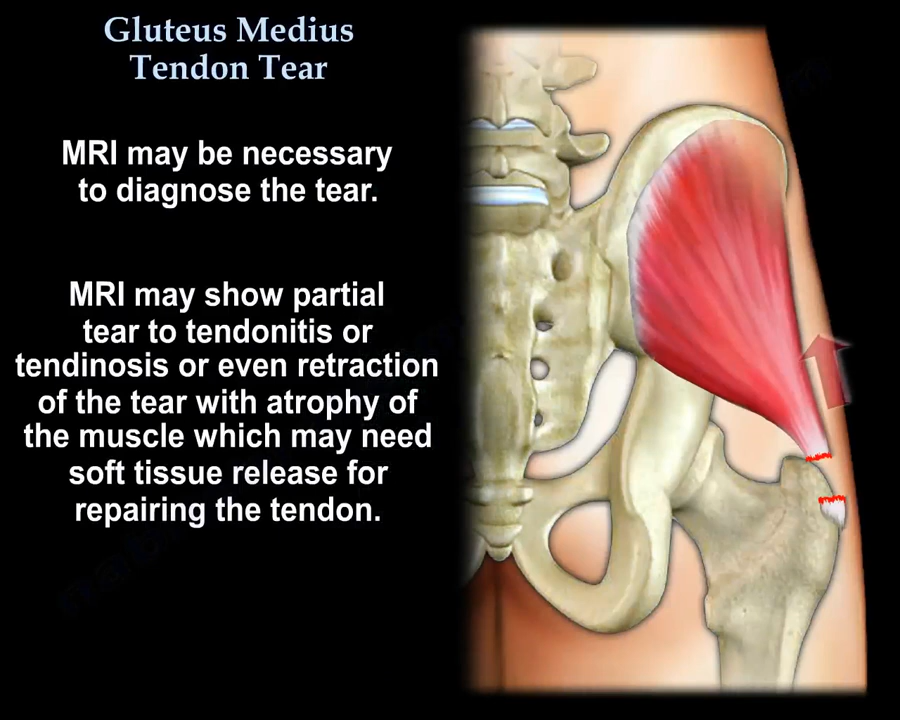 Gluteus Medius
Tendon Tear
MRI may be necessary
to diagnose the tear.
MRI may show partial
tear to tendonitis or
tendinosis or even retraction
of the tear with atrophy of
the muscle which may need
soft tissue release for
repairing the tendon.